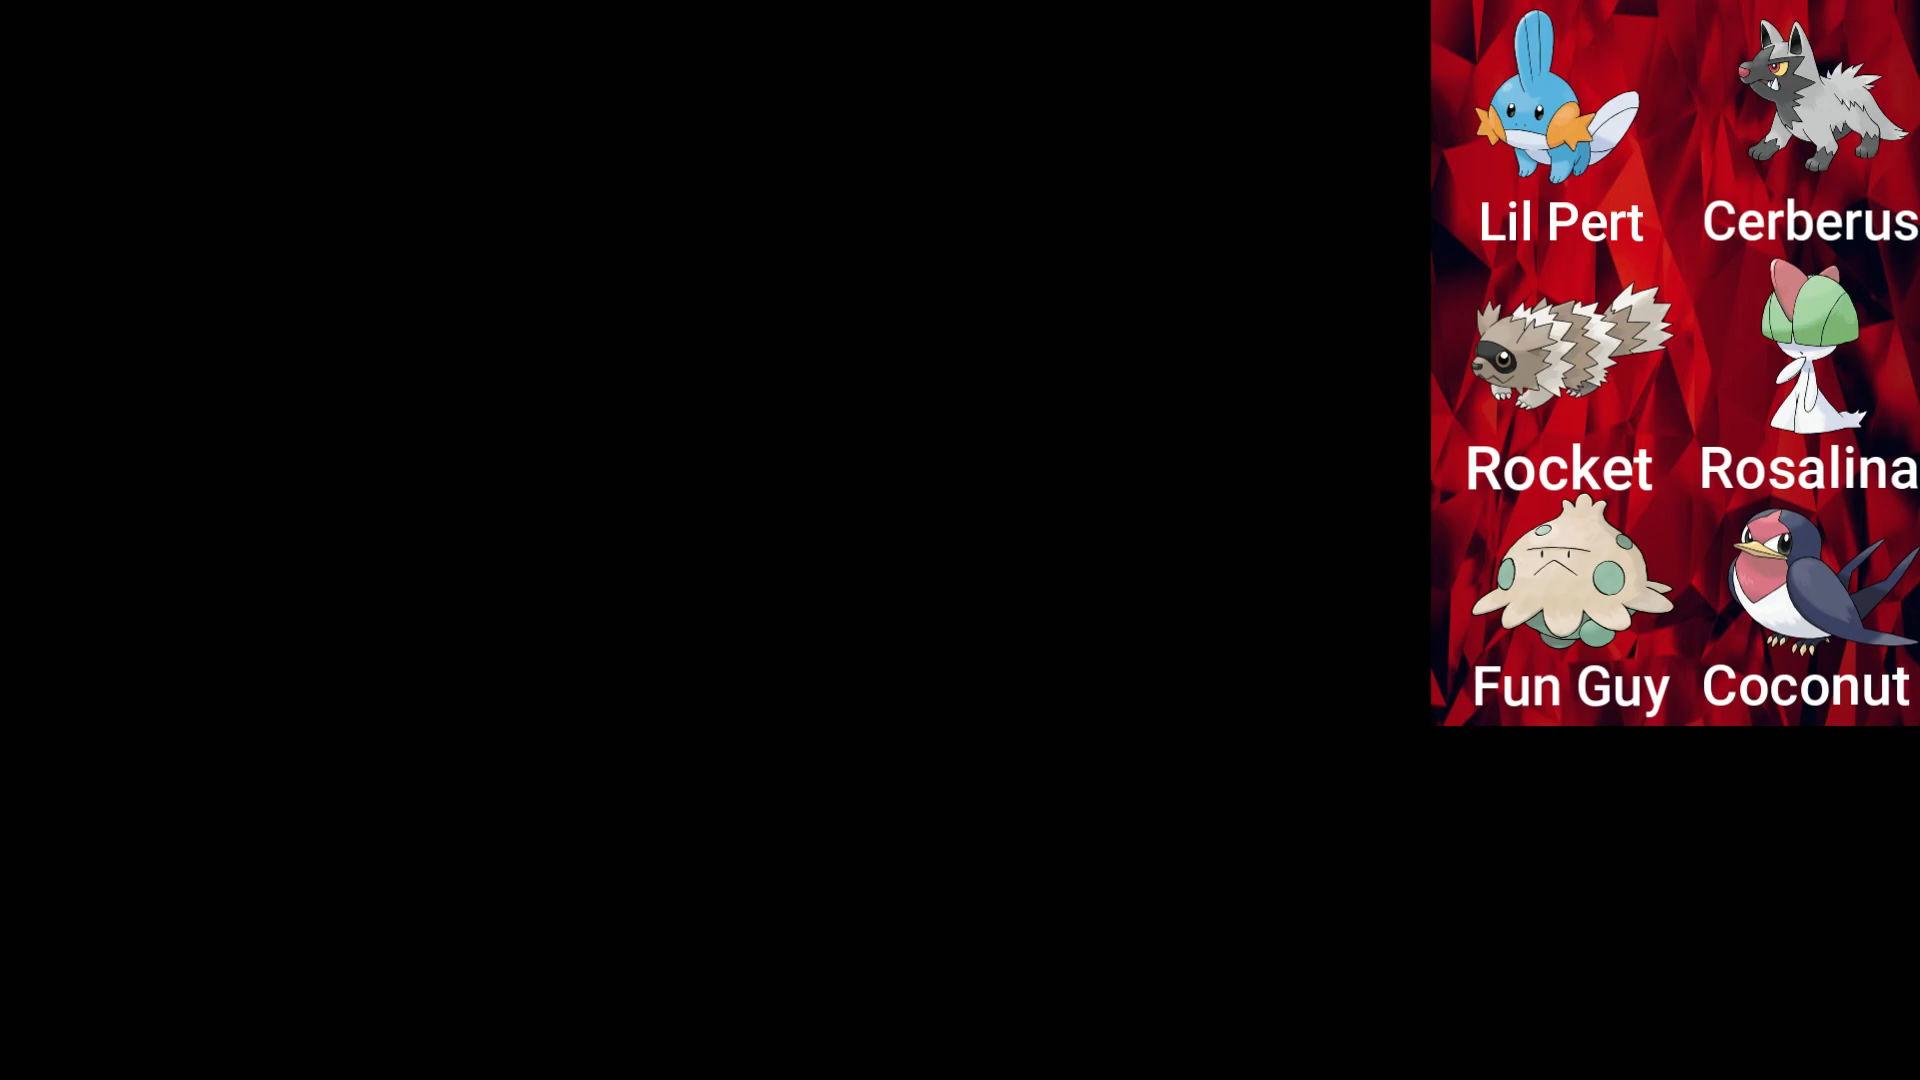 Lil Pert
Cerberus
Rocket
Rosalina
Fun Guy
Coconut